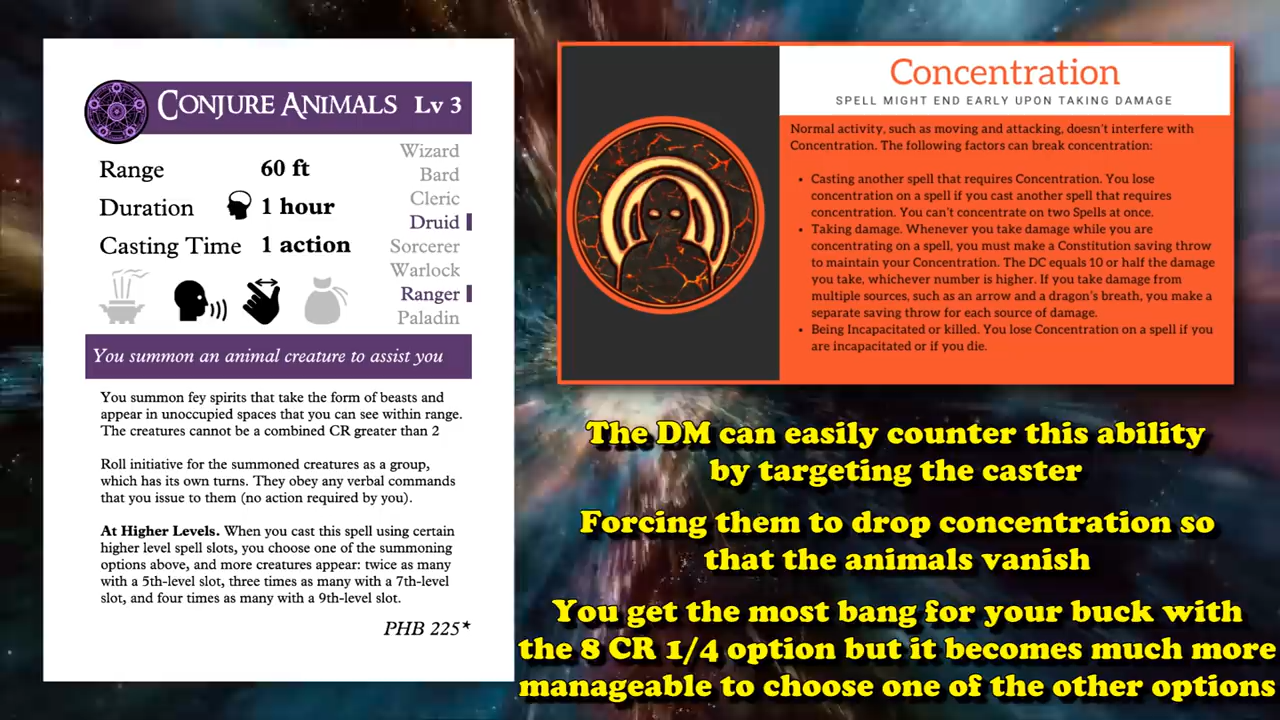 Conjure Animals Lv 3
Range 60 ft
Duration 1 hour
Casting Time 1 action
Wizard
Bard
Cleric
Druid
Sorcerer
Warlock
Ranger
Paladin
You summon an animal creature to assist you
You summon fey spirits that take the form of beasts and
appear in unoccupied spaces that you can see within range.
The creatures cannot be a combined CR greater than 2
Roll initiative for the summoned creatures as a group,
which has its own turns. They obey any verbal commands
that you issue to them (no action required by you).
At Higher Levels. When you cast this spell using certain
higher level spell slots, you choose one of the summoning
options above, and more creatures appear: twice as many
with a 5th-level slot, three times as many with a 7th-level
slot, and four times as many with a 9th-level slot.
PHB 225*
Concentration
SPELL MIGHT END EARLY UPON TAKING DAMAGE
Normal activity, such as moving and attacking, doesn't interfere with
Concentration. The following factors can break concentration:
• Casting another spell that requires Concentration. You lose
concentration on a spell if you cast another spell that requires
concentration. You can't concentrate on two Spells at once.
• Taking damage. Whenever you take damage while you are
concentrating on a spell, you must make a Constitution saving throw
to maintain your Concentration. The DC equals 10 or half the damage
you take, whichever number is higher. If you take damage from
multiple sources, such as an arrow and a dragon's breath, you make a
separate saving throw for each source of damage.
• Being Incapacitated or killed. You lose Concentration on a spell if you
are incapacitated or if you die.
The DM can easily counter this ability
by targeting the caster
Forcing them to drop concentration so
that the animals vanish
You get the most bang for your buck with
the 8 CR 1/4 option but it becomes much more
manageable to choose one of the other options